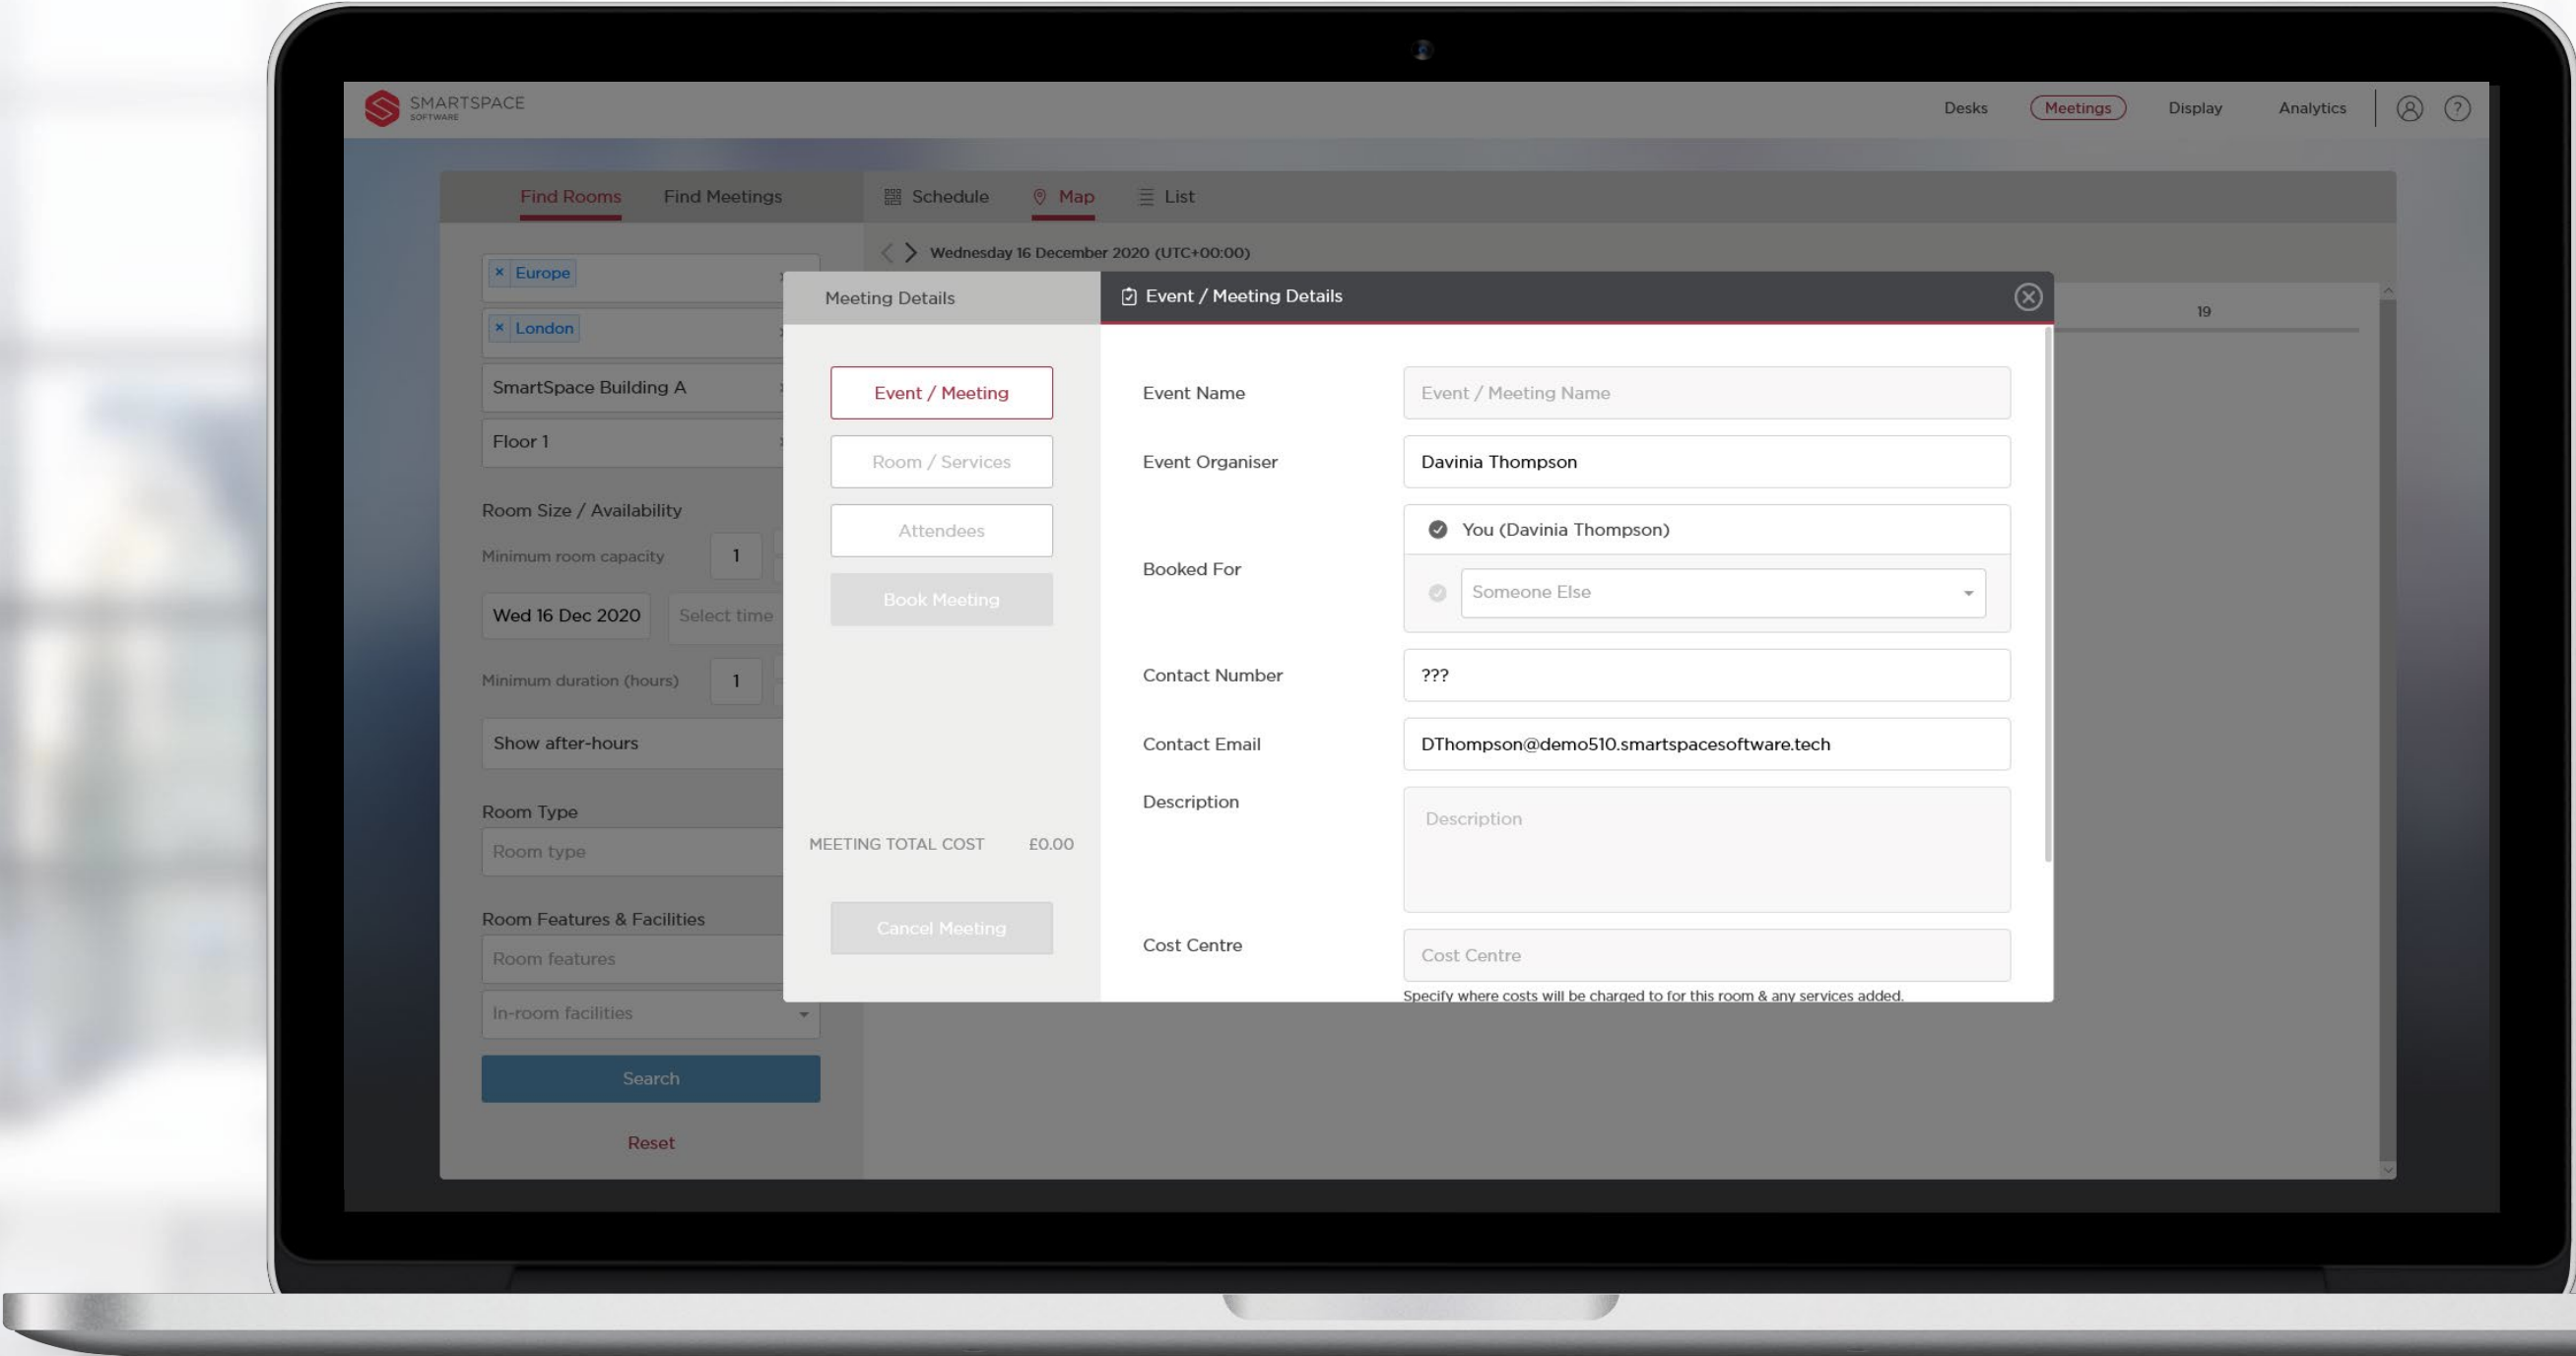 SMARTSPACE
SOFTWARE
Desks
Meetings
Display
Analytics
?
Find Rooms
Find Meetings
Schedule
Map
List
Wednesday 16 December 2020 (UTC+00:00)
× Europe
× London
SmartSpace Building A
Floor 1
Room Size / Availability
Minimum room capacity
1
Wed 16 Dec 2020
Select time
Minimum duration (hours)
1
Show after-hours
Room Type
Room type
Room Features & Facilities
Room features
In-room facilities
Search
Reset
19
Meeting Details
Event / Meeting
Room / Services
Attendees
Book Meeting
MEETING TOTAL COST £0.00
Cancel Meeting
Event / Meeting Details
Event Name
Event / Meeting Name
Event Organiser
Davinia Thompson
Booked For
You (Davinia Thompson)
Someone Else
Contact Number
???
Contact Email
DThompson@demo510.smartspacesoftware.tech
Description
Description
Cost Centre
Cost Centre
Specify where costs will be charged to for this room & any services added.